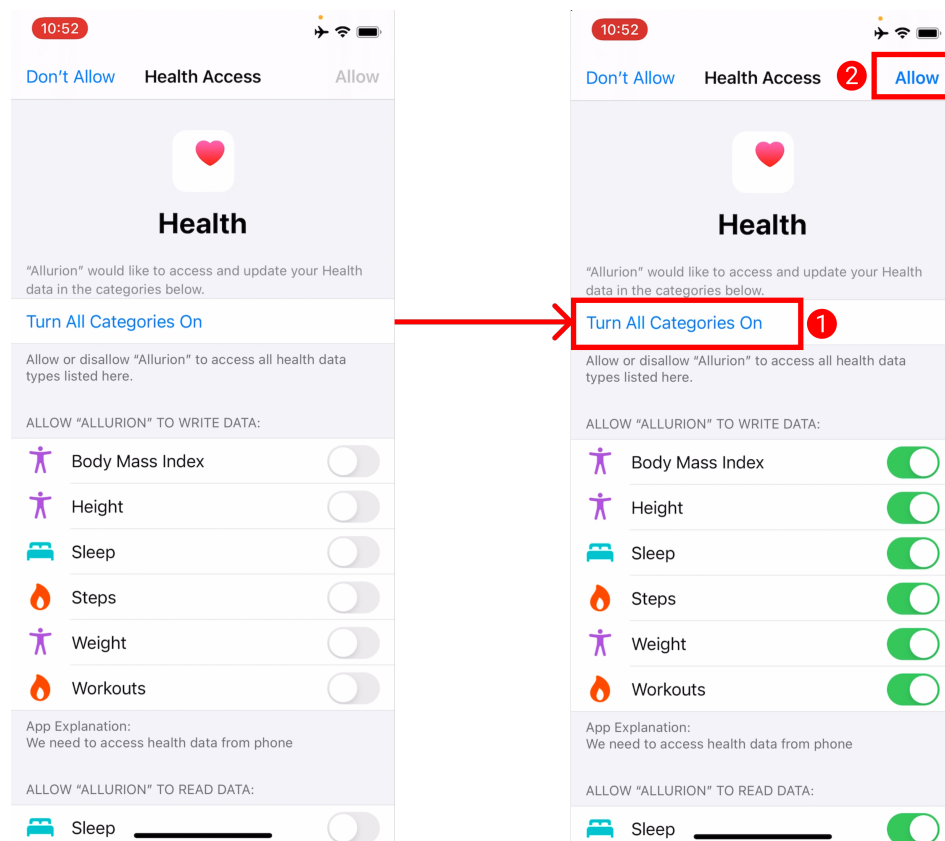 10:52
Don't Allow Health Access Allow
Health
"Allurion" would like to access and update your Health
data in the categories below.
Turn All Categories On
Allow or disallow "Allurion" to access all health data
types listed here.
ALLOW "ALLURION" TO WRITE DATA:
Body Mass Index
Height
Sleep
Steps
Weight
Workouts
App Explanation:
We need to access health data from phone
ALLOW "ALLURION" TO READ DATA:
Sleep
10:52
Don't Allow Health Access 2 Allow
Health
"Allurion" would like to access and update your Health
data in the categories below.
Turn All Categories On 1
Allow or disallow "Allurion" to access all health data
types listed here.
ALLOW "ALLURION" TO WRITE DATA:
Body Mass Index
Height
Sleep
Steps
Weight
Workouts
App Explanation:
We need to access health data from phone
ALLOW "ALLURION" TO READ DATA:
Sleep